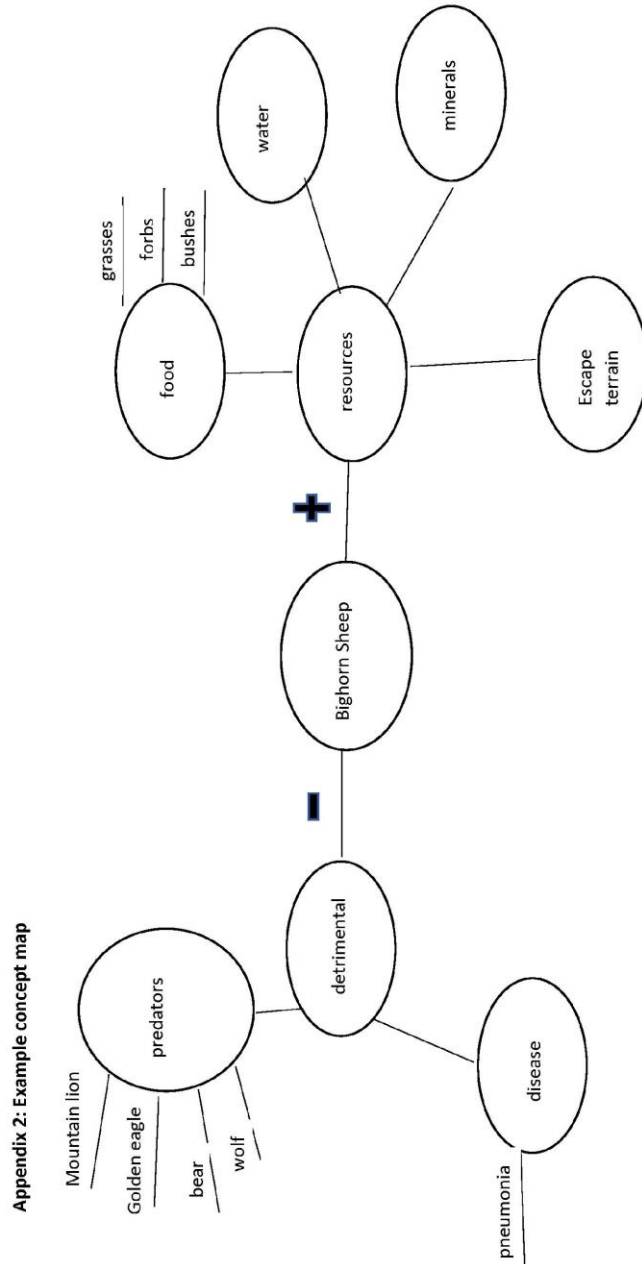 Appendix 2: Example concept map
Mountain lion
Golden eagle
bear
wolf
predators
detrimental
disease
pneumonia
-
Bighorn Sheep
+
resources
food
grasses
forbs
bushes
water
minerals
Escape
terrain